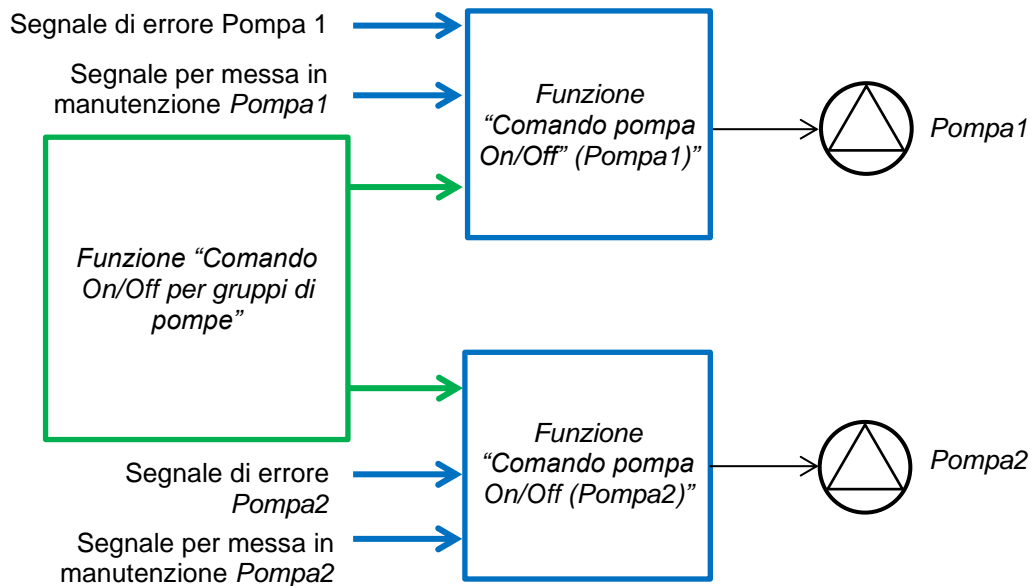 Segnale di errore Pompa 1
Segnale per messa in
manutenzione Pompa1
Funzione
“Comando pompa
On/Off” (Pompa1)”
Pompa1
Funzione “Comando
On/Off per gruppi di
pompe”
Funzione
“Comando pompa
On/Off (Pompa2)”
Pompa2
Segnale di errore
Pompa2
Segnale per messa in
manutenzione Pompa2